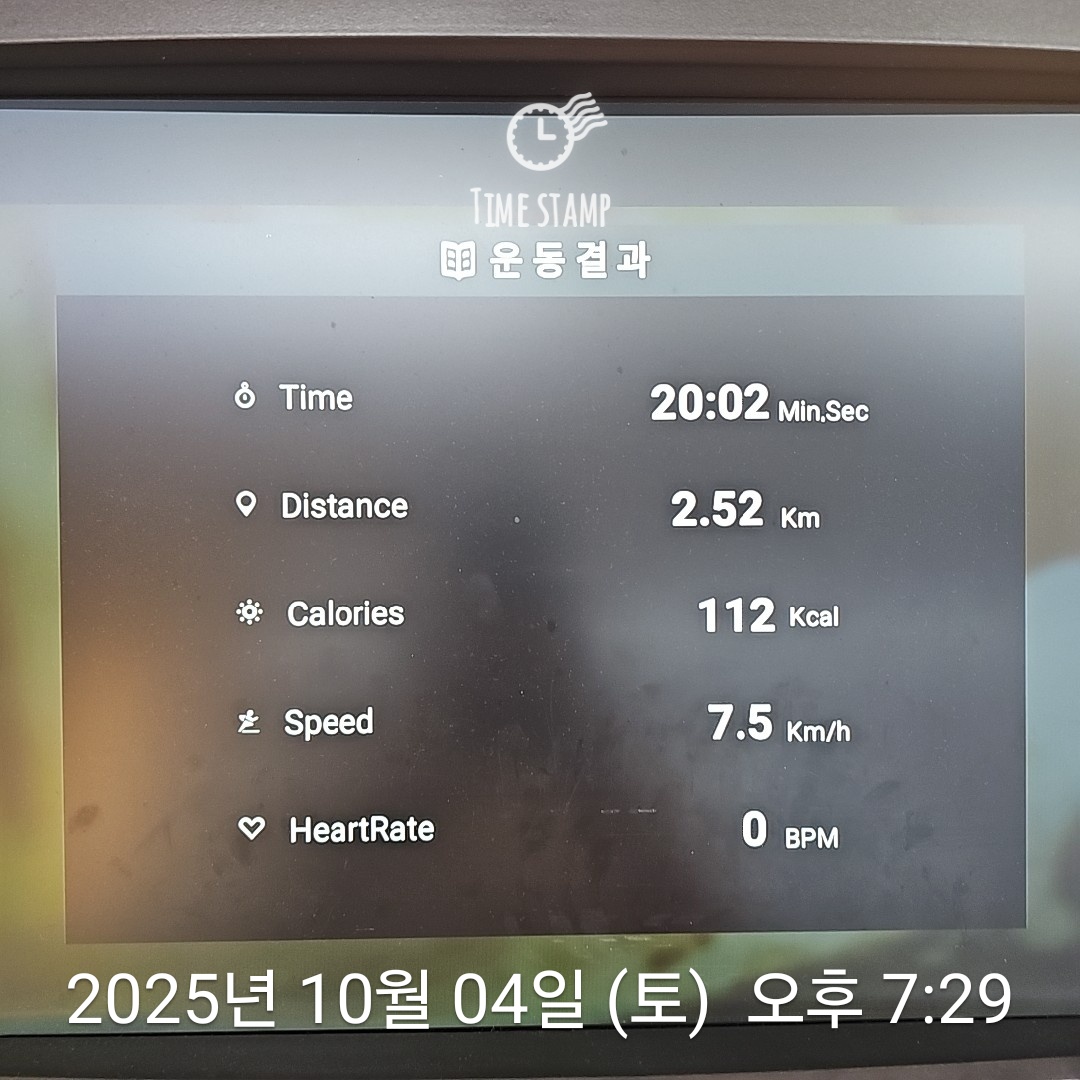 TIME STAMP
운동결과
Time 20:02 Min.Sec
Distance 2.52 Km
Calories 112 Kcal
Speed 7.5 Km/h
HeartRate 0 BPM
2025년 10월 04일 (토) 오후 7:29